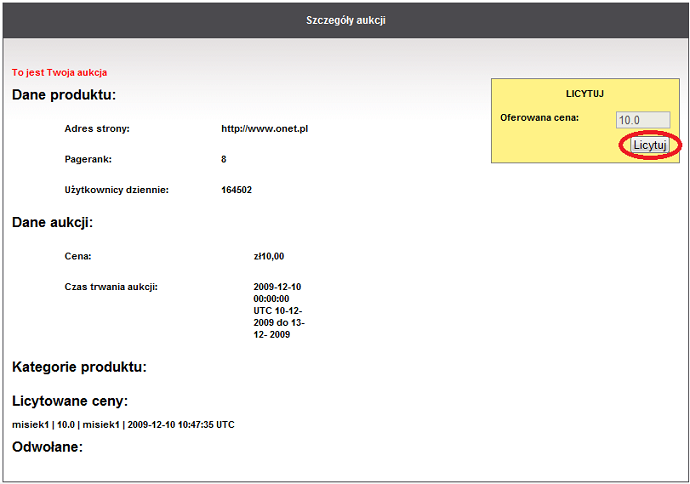 Szczegóły aukcji
To jest Twoja aukcja
Dane produktu:
Adres strony: http://www.onet.pl
Pagerank: 8
Użytkownicy dziennie: 164502
LICYTUJ
Oferowana cena: 10.0
Licytuj
Dane aukcji:
Cena: zł10,00
Czas trwania aukcji: 2009-12-10
00:00:00
UTC 10-12-
2009 do 13-
12- 2009
Kategorie produktu:
Licytowane ceny:
misiek1 | 10.0 | misiek1 | 2009-12-10 10:47:35 UTC
Odwołane: